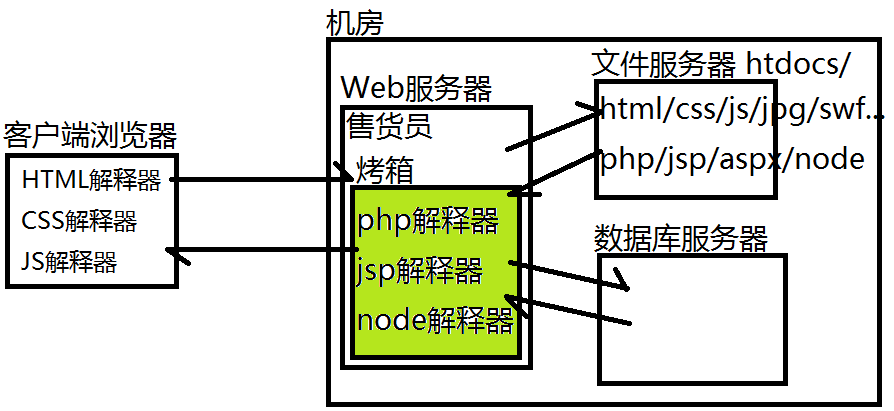 机房
客户端浏览器
HTML解释器
CSS解释器
JS解释器
Web服务器
售货员
烤箱
php解释器
jsp解释器
node解释器
文件服务器 htdocs/
html/css/js/jpg/swf...
php/jsp/aspx/node
数据库服务器